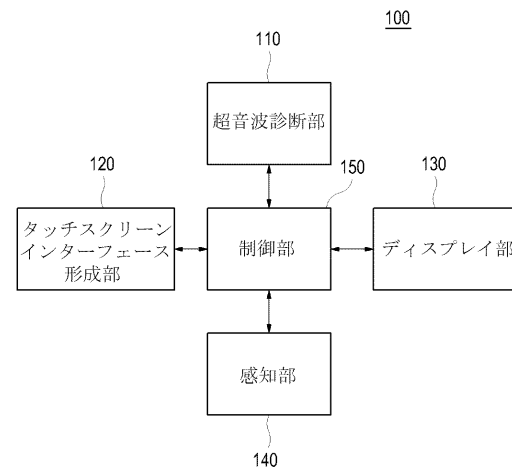 100
110
超音波診断部
120
150
130
タッチスクリーン
インターフェース
形成部
制御部
ディスプレイ部
感知部
140